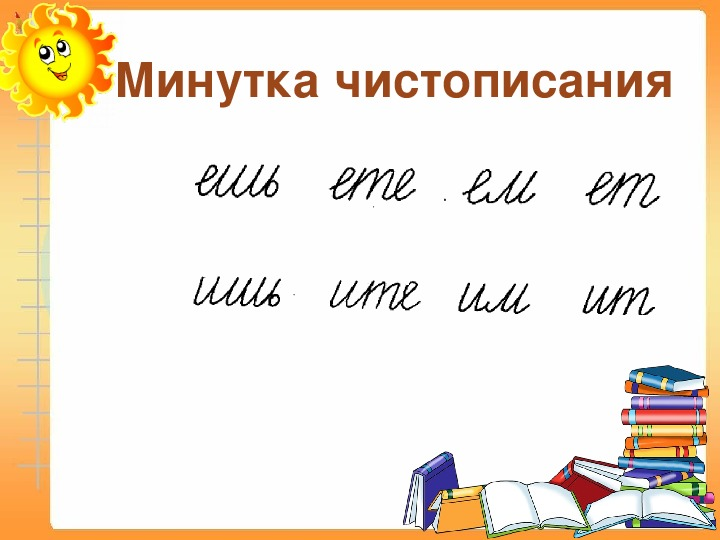 Минутка чистописания
ешь ете ем ет
ишь ите им ит